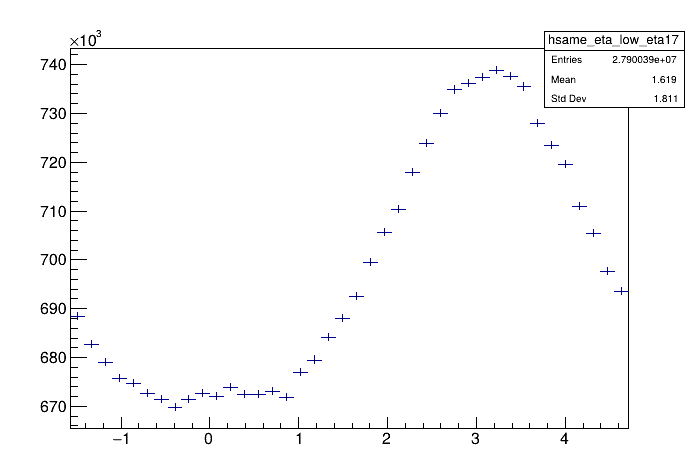 ×10³
hsame_eta_low_eta17
Entries 2.790039e+07
Mean 1.619
Std Dev 1.811
740
730
720
710
700
690
680
670
−1 0 1 2 3 4